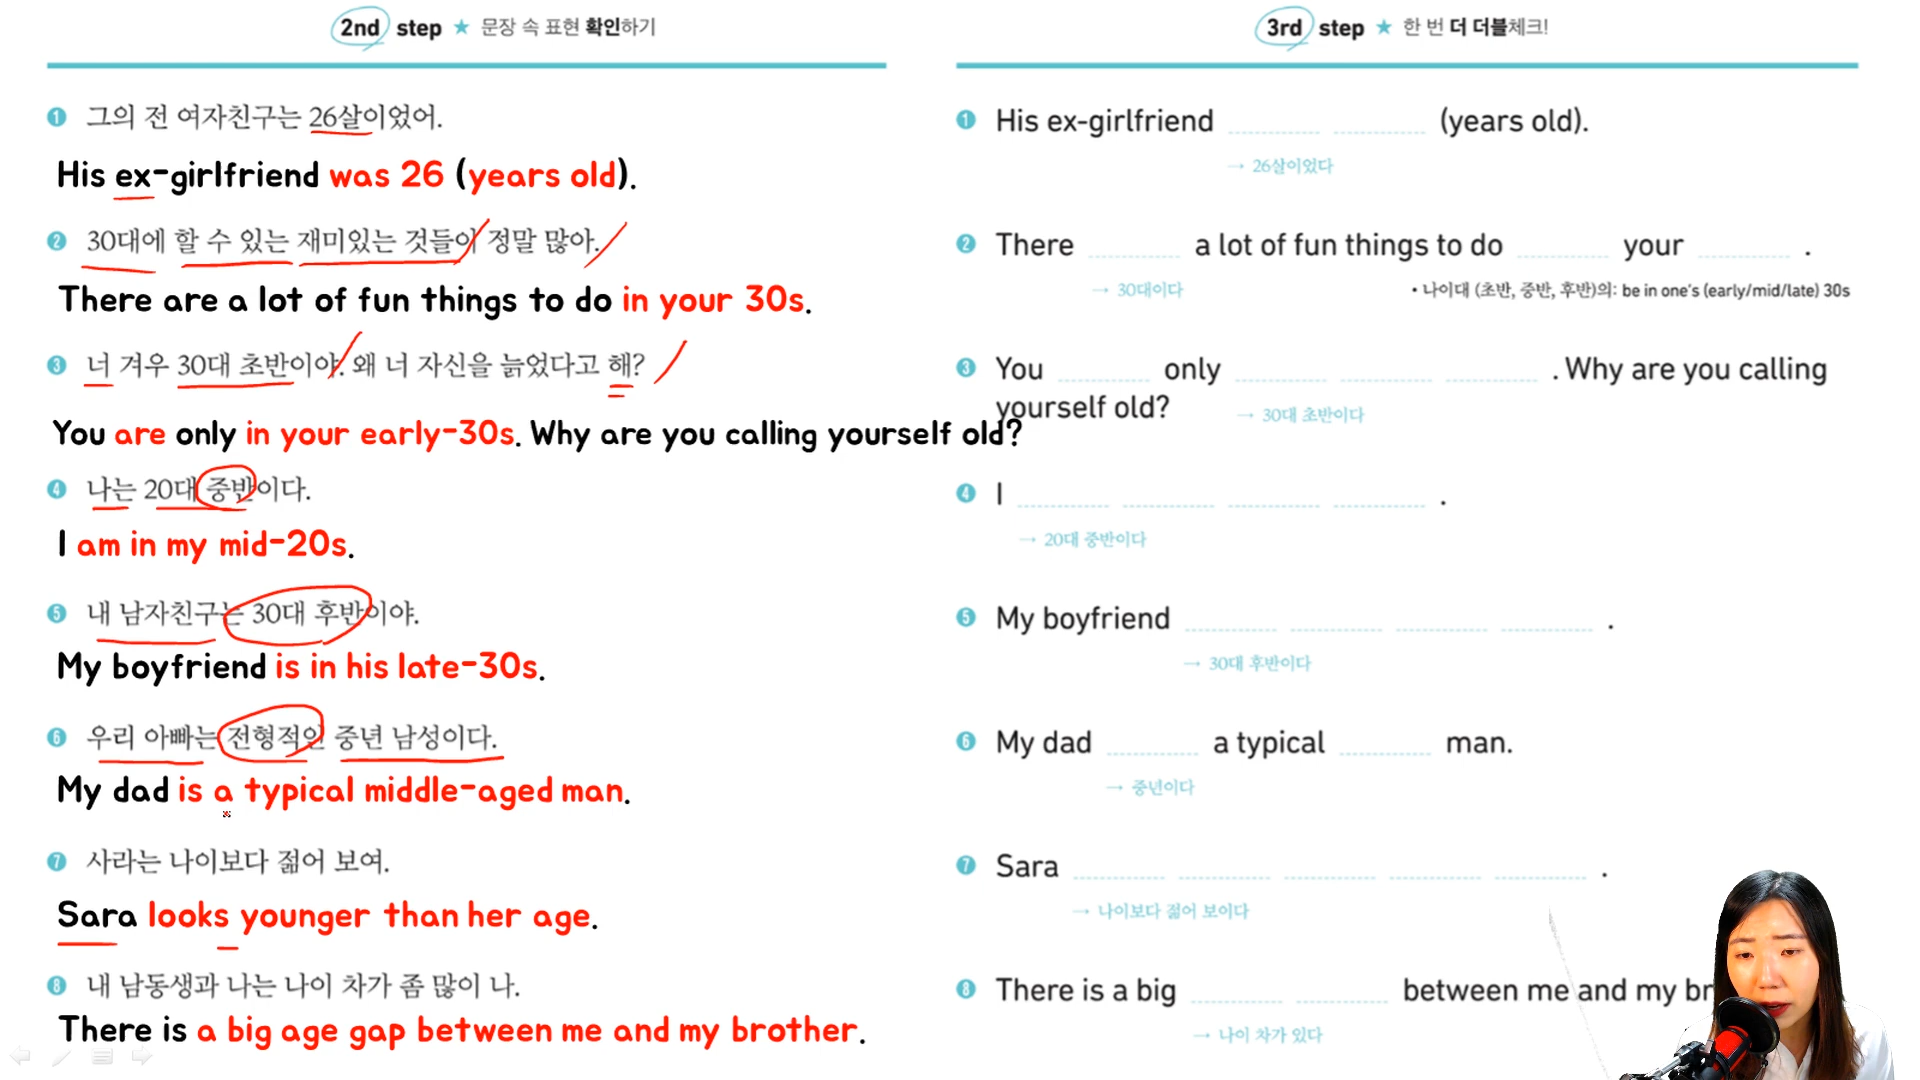 2nd step ★ 문장 속 표현 확인하기
1 그의 전 여자친구는 26살이었어.
His ex-girlfriend was 26 (years old).
2 30대에 할 수 있는 재미있는 것들이 정말 많아.
There are a lot of fun things to do in your 30s.
3 너 겨우 30대 초반이야. 왜 너 자신을 늙었다고 해?
You are only in your early-30s. Why are you calling yourself old?
4 나는 20대 중반이다.
I am in my mid-20s.
5 내 남자친구는 30대 후반이야.
My boyfriend is in his late-30s.
6 우리 아빠는 전형적인 중년 남성이다.
My dad is a typical middle-aged man.
7 사라는 나이보다 젊어 보여.
Sara looks younger than her age.
8 내 남동생과 나는 나이 차가 좀 많이 나.
There is a big age gap between me and my brother.
3rd step ★ 한 번 더 더블체크!
1 His ex-girlfriend (years old).
→ 26살이었다
2 There a lot of fun things to do your .
→ 30대이다
• 나이대 (초반, 중반, 후반)의: be in one's (early/mid/late) 30s
3 You only . Why are you calling
yourself old?
→ 30대 초반이다
4 I .
→ 20대 중반이다
5 My boyfriend .
→ 30대 후반이다
6 My dad a typical man.
→ 중년이다
7 Sara .
→ 나이보다 젊어 보이다
8 There is a big between me and my br
→ 나이 차가 있다